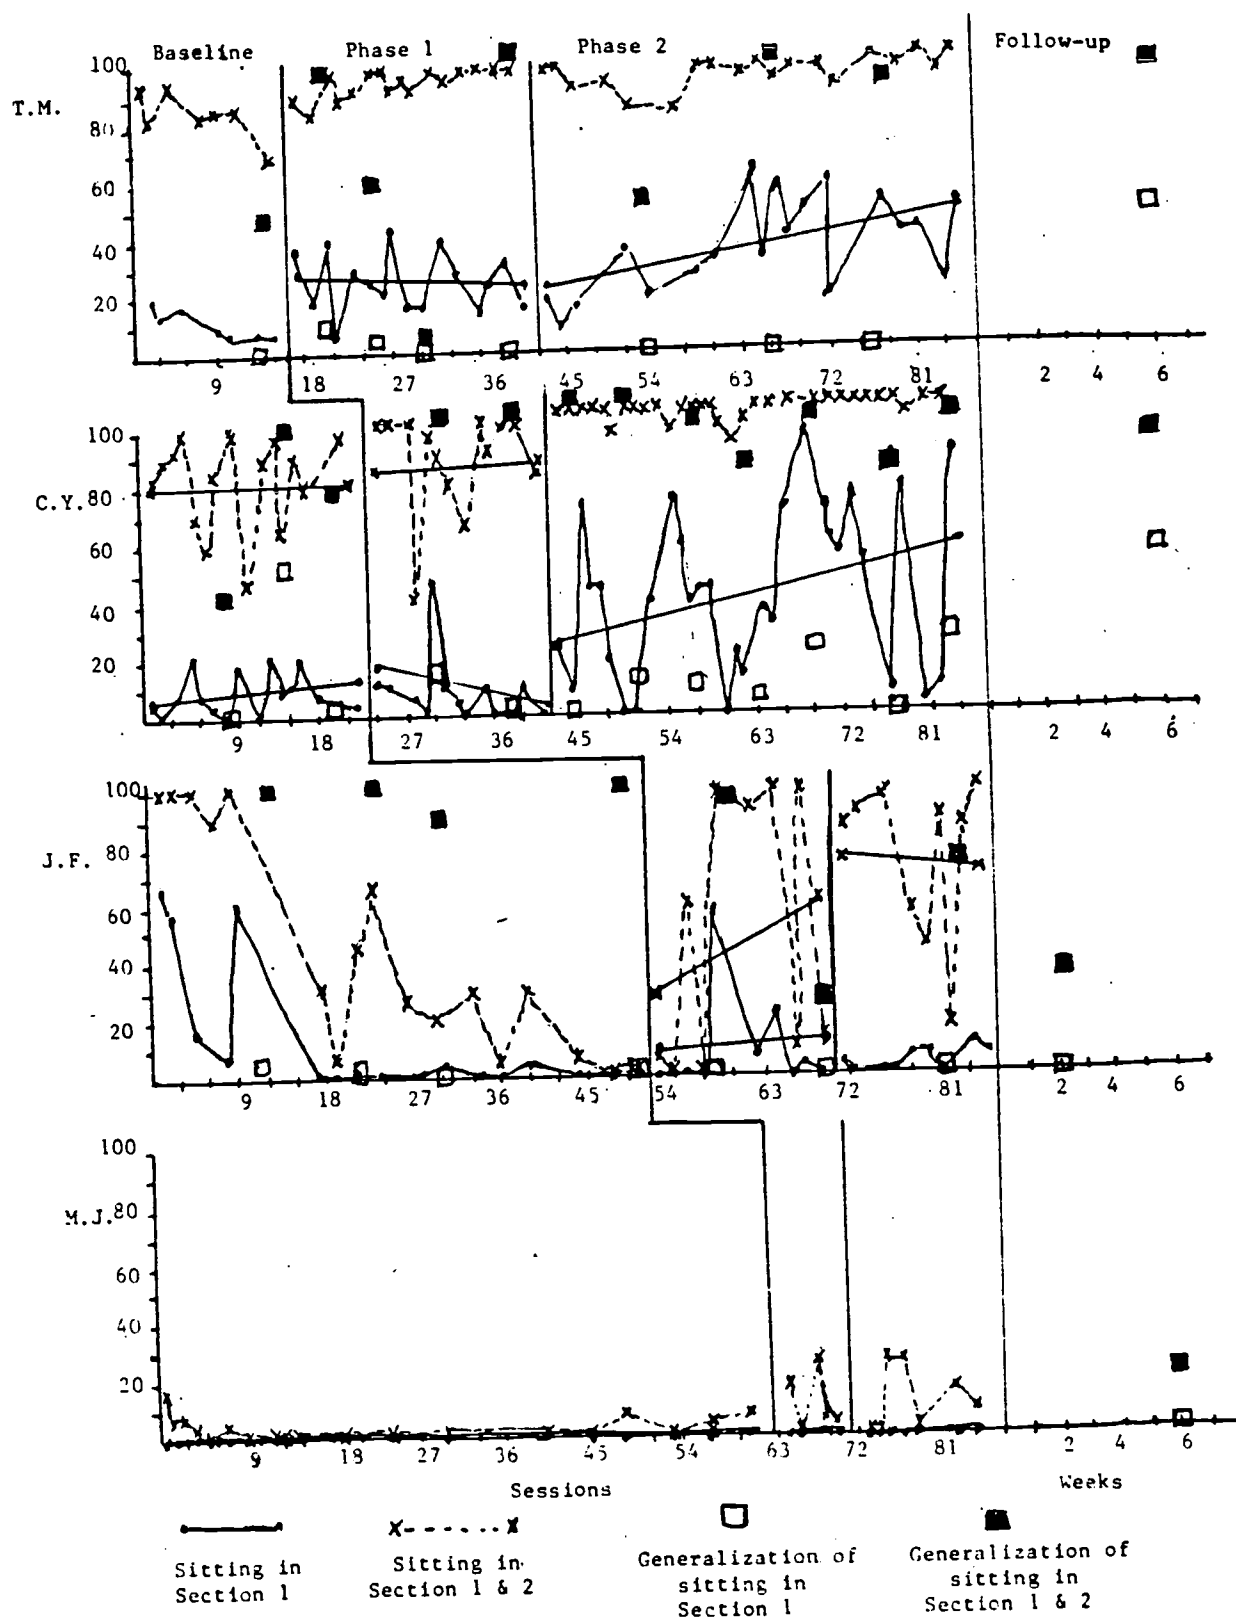 Baseline Phase 1 Phase 2 Follow-up
T.M.
100
80
60
40
20
9 18 27 36 45 54 63 72 81 2 4 6
C.Y.
100
80
60
40
20
9 18 27 36 45 54 63 72 81 2 4 6
J.F.
100
80
60
40
20
9 18 27 36 45 54 63 72 81 2 4 6
M.J.
100
80
60
40
20
9 18 27 36 45 54 63 72 81 2 4 6
Sessions Weeks
Sitting in
Section 1
Sitting in
Section 1 & 2
Generalization of
sitting in
Section 1
Generalization of
sitting in
Section 1 & 2